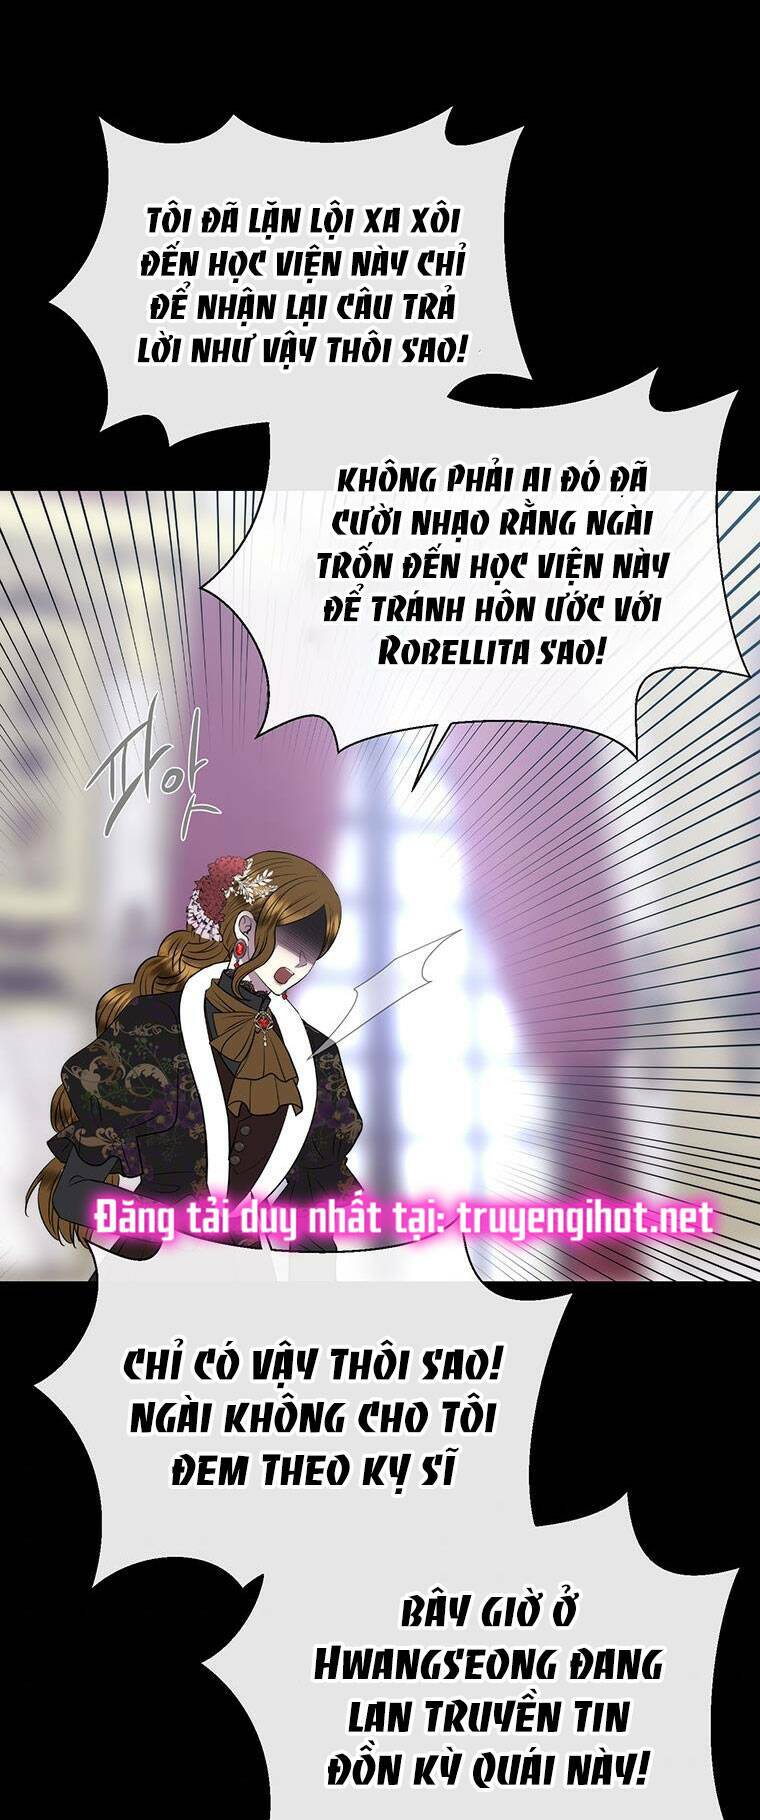 TÔI ĐÃ LẶN LỘI XA XÔI
ĐẾN HỌC VIỆN NÀY CHỈ
ĐỂ NHẬN LẠI CÂU TRẢ
LỜI NHƯ VẬY THÔI SAO!
KHÔNG PHẢI AI ĐÓ ĐÃ
CƯỜI NHẠO RẰNG NGÀI
TRỐN ĐẾN HỌC VIỆN NÀY
ĐỂ TRÁNH HÔN ƯỚC VỚI
ROBELLITA SAO!
파앗
Đăng tải duy nhất tại: truyengihot.net
CHỈ CÓ VẬY THÔI SAO!
NGÀI KHÔNG CHO TÔI
ĐEM THEO KỴ SĨ
BÂY GIỜ Ở
HWANGSEONG ĐANG
LAN TRUYỀN TIN
ĐỒN KỲ QUÁI NÀY!